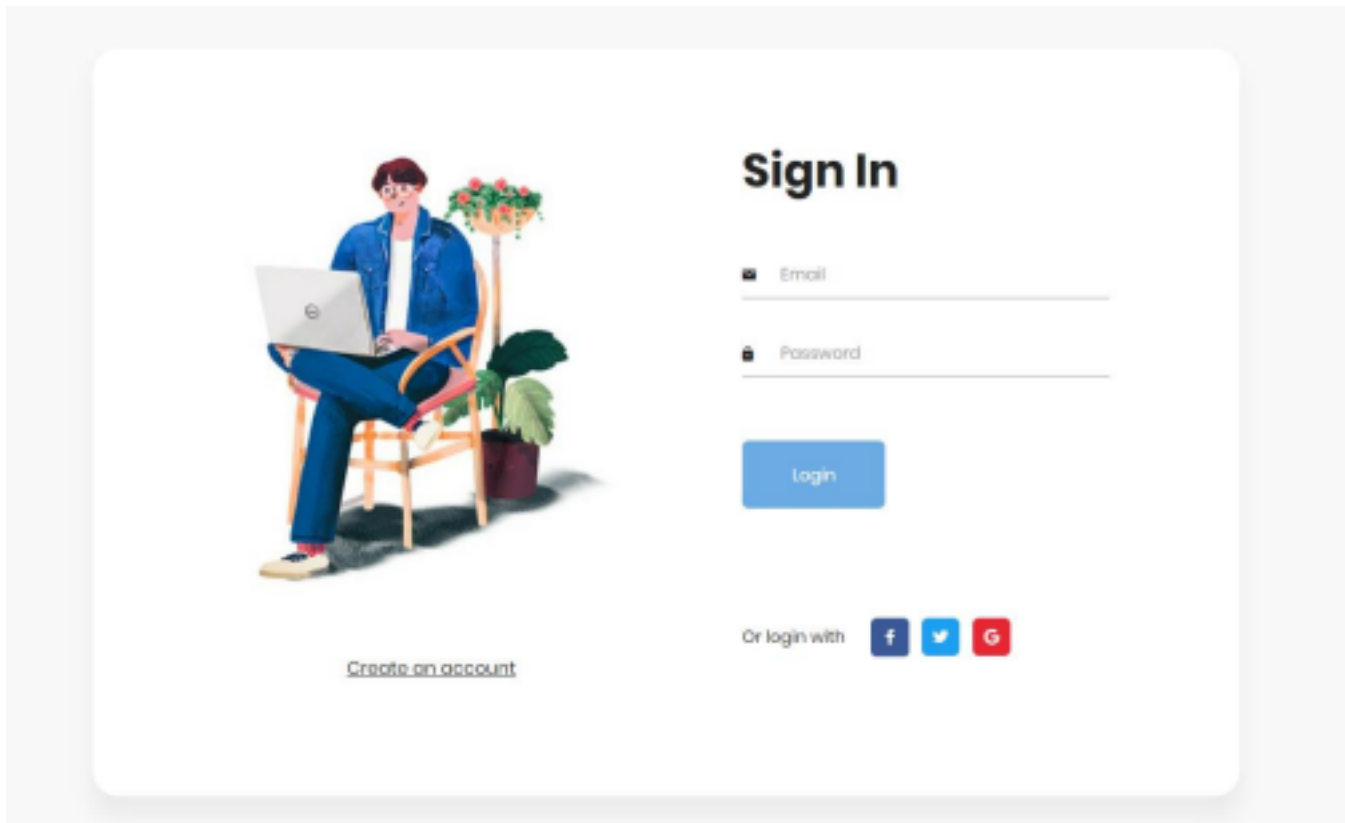 Sign In
Email
Password
Login
Or login with
Create an account